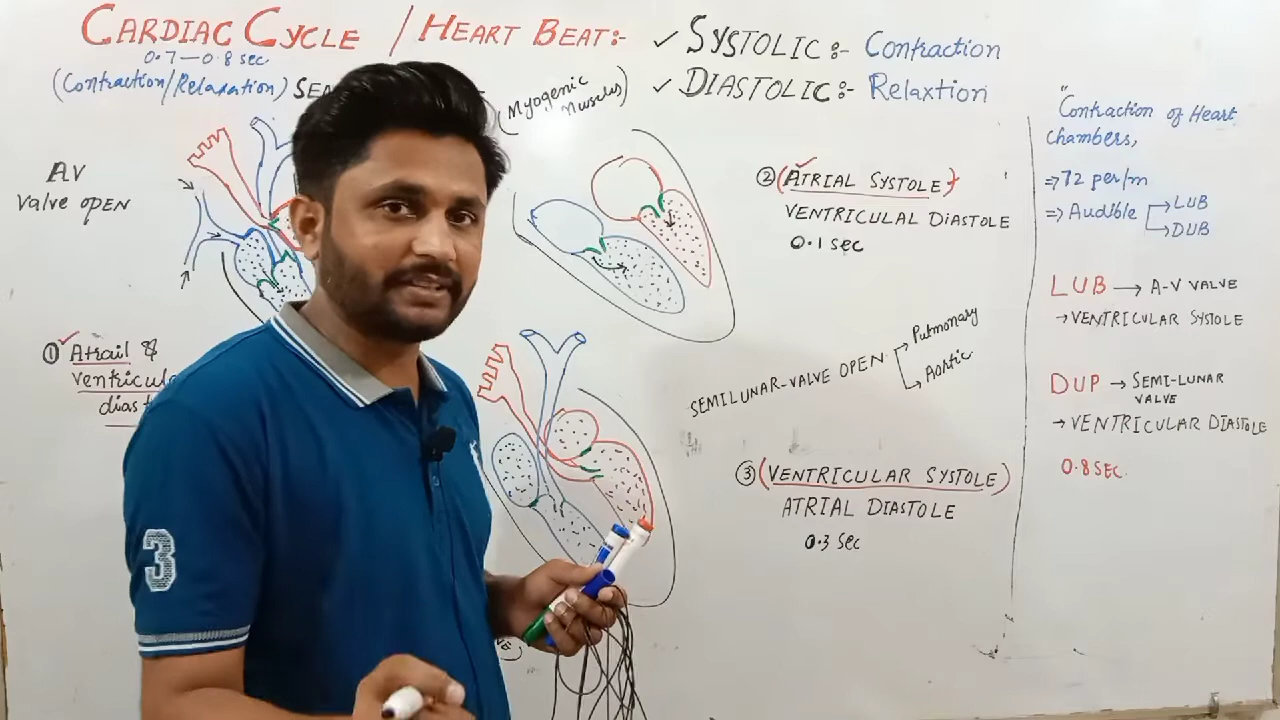 CARDIAC CYCLE / HEART BEAT:-
0.7—0.8 sec
(Contraction/Relaxation)
(Myogenic
Muscles)
✓ SYSTOLIC:- Contraction
✓ DIASTOLIC:- Relaxtion
AV
Valve OPEN
① Atrail &
② (ATRIAL SYSTOLE)
VENTRICULAL DIASTOLE
0.1 sec
SEMILUNAR-VALVE OPEN → Pulmonary
→ Aortic
③ (VENTRICULAR SYSTOLE)
ATRIAL DIASTOLE
0.3 sec
"Contraction of Heart
Chambers,
⇒ 72 per/m
⇒ Audible → LUB
→ DUB
LUB → A-V VALVE
→ VENTRICULAR SYSTOLE
DUP → SEMI-LUNAR
VALVE
→ VENTRICULAR DIASTOLE
0.8 SEC.
3